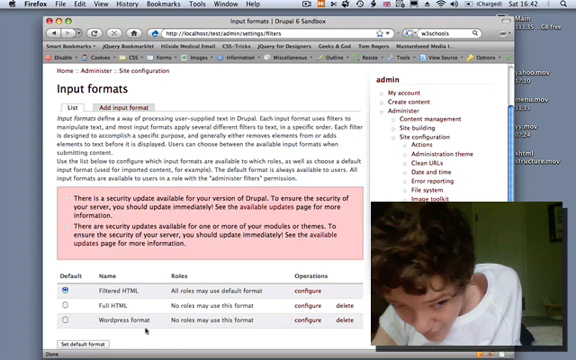 Firefox File Edit View History Bookmarks Tools Window Help
(Charged) Sat 16:42
Input formats | Drupal 6 Sandbox
http://localhost/test/admin/settings/filters
w3schools
Smart Bookmarks jQuery Bookmarklet Hillside Medical Email CSS-Tricks jQuery for Designers Geeks & God Tom Rogers Mustardseed Media I...
Disable Cookies CSS Forms Images Information Miscellaneous Outline Resize Tools View Source Options
Home :: Administer :: Site configuration
Input formats
List Add input format
Input formats define a way of processing user-supplied text in Drupal. Each input format uses filters to
manipulate text, and most input formats apply several different filters to text, in a specific order. Each filter
is designed to accomplish a specific purpose, and generally either removes elements from or adds
elements to text before it is displayed. Users can choose between the available input formats when
submitting content.
Use the list below to configure which input formats are available to which roles, as well as choose a default
input format (used for imported content, for example). The default format is always available to users. All
input formats are available to users in a role with the "administer filters" permission.
There is a security update available for your version of Drupal. To ensure the security of
your server, you should update immediately! See the available updates page for more
information.
There are security updates available for one or more of your modules or themes. To
ensure the security of your server, you should update immediately! See the available
updates page for more information.
Default Name Roles Operations
Filtered HTML All roles may use default format configure
Full HTML No roles may use this format configure delete
Wordpress format No roles may use this format configure delete
Set default format
Done
admin
My account
Create content
Administer
Content management
Site building
Site configuration
Actions
Administration theme
Clean URLs
Date and time
Error reporting
File system
Image toolkit
Main
C8 free
yahoo.mov
menu.mov
yy.mov
xhtml
structure.mov